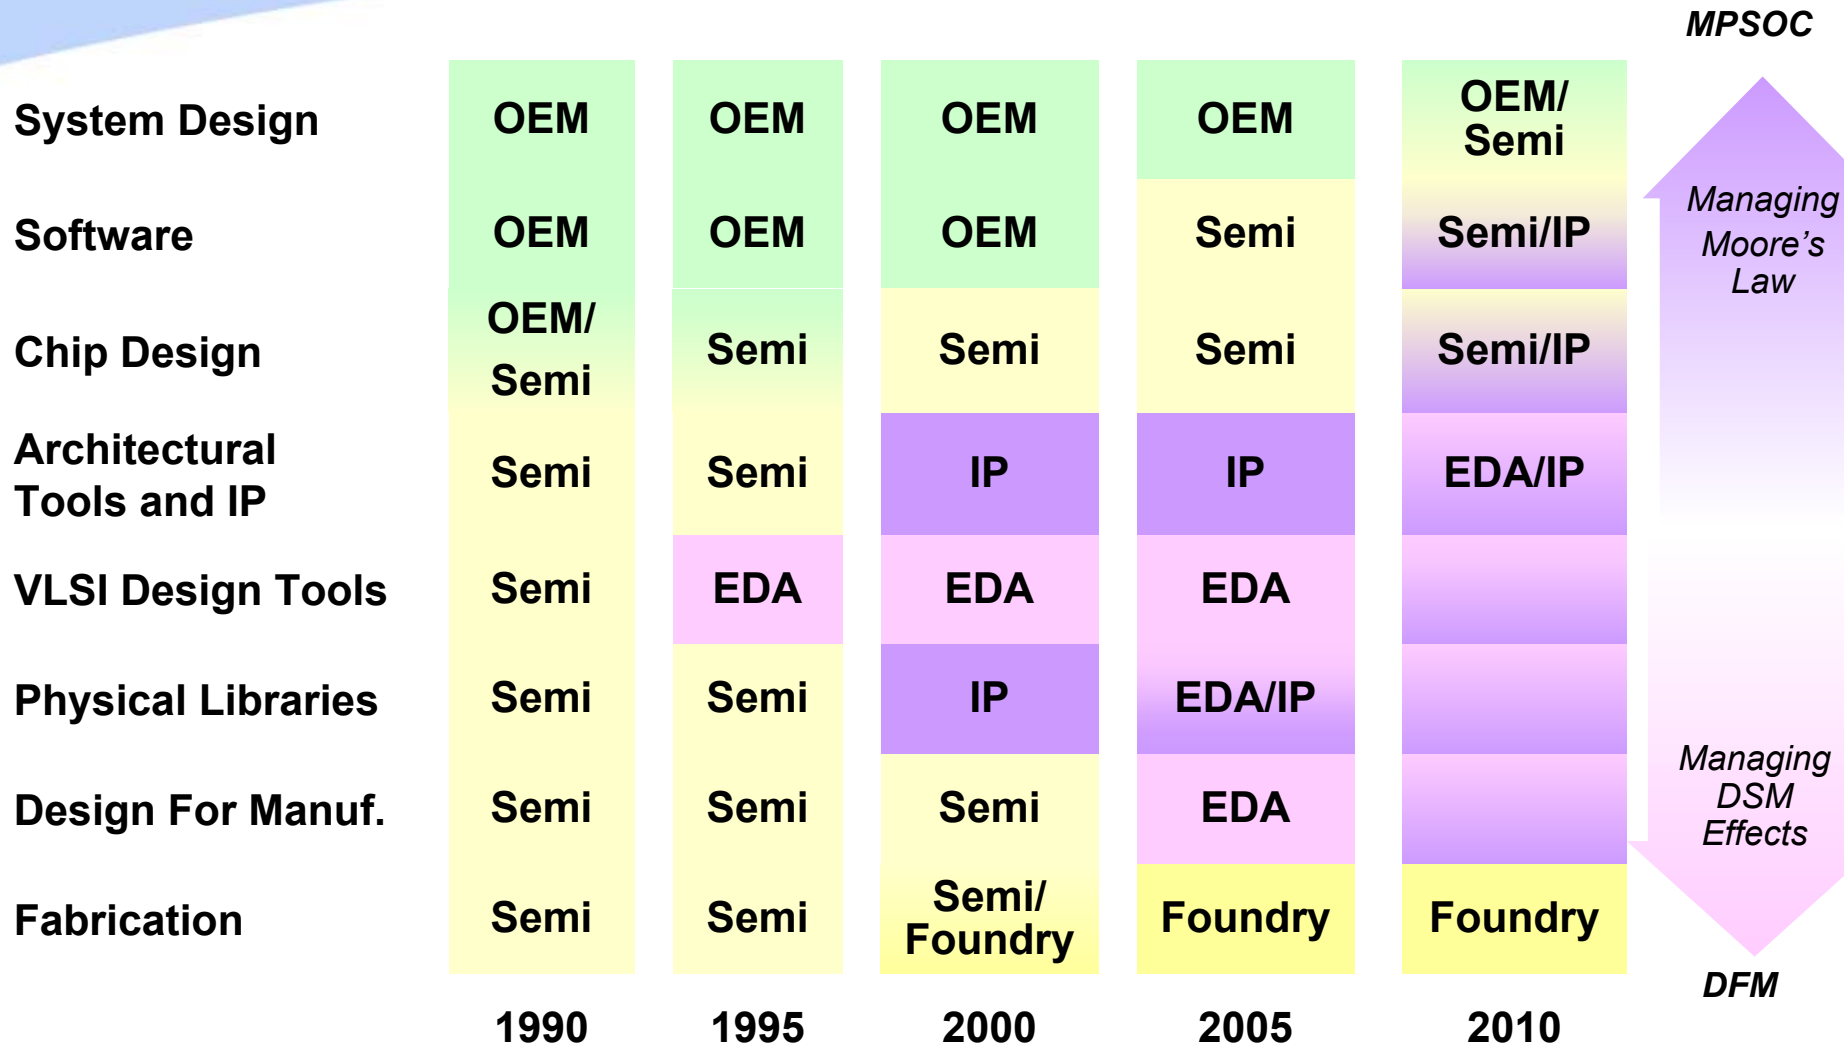 MPSOC
System Design OEM OEM OEM OEM OEM/
Semi
Software OEM OEM OEM Semi Semi/IP
Managing
Moore’s
Law
Chip Design OEM/
Semi Semi Semi Semi Semi/IP
Architectural
Tools and IP Semi Semi IP IP EDA/IP
VLSI Design Tools Semi EDA EDA EDA
Physical Libraries Semi Semi IP EDA/IP
Design For Manuf. Semi Semi Semi EDA
Managing
DSM
Effects
Fabrication Semi Semi Semi/
Foundry Foundry Foundry
DFM
1990 1995 2000 2005 2010